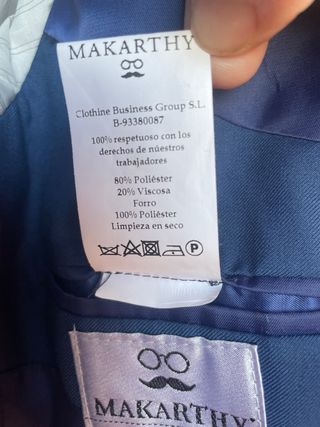 MAKARTHY
Clothine Business Group S.L.
B-93380087
100% respetuoso con los
derechos de nuéstros
trabajadores
80% Poliéster
20% Viscosa
Forro
100% Poliéster
Limpieza en seco
P
MAKARTHY